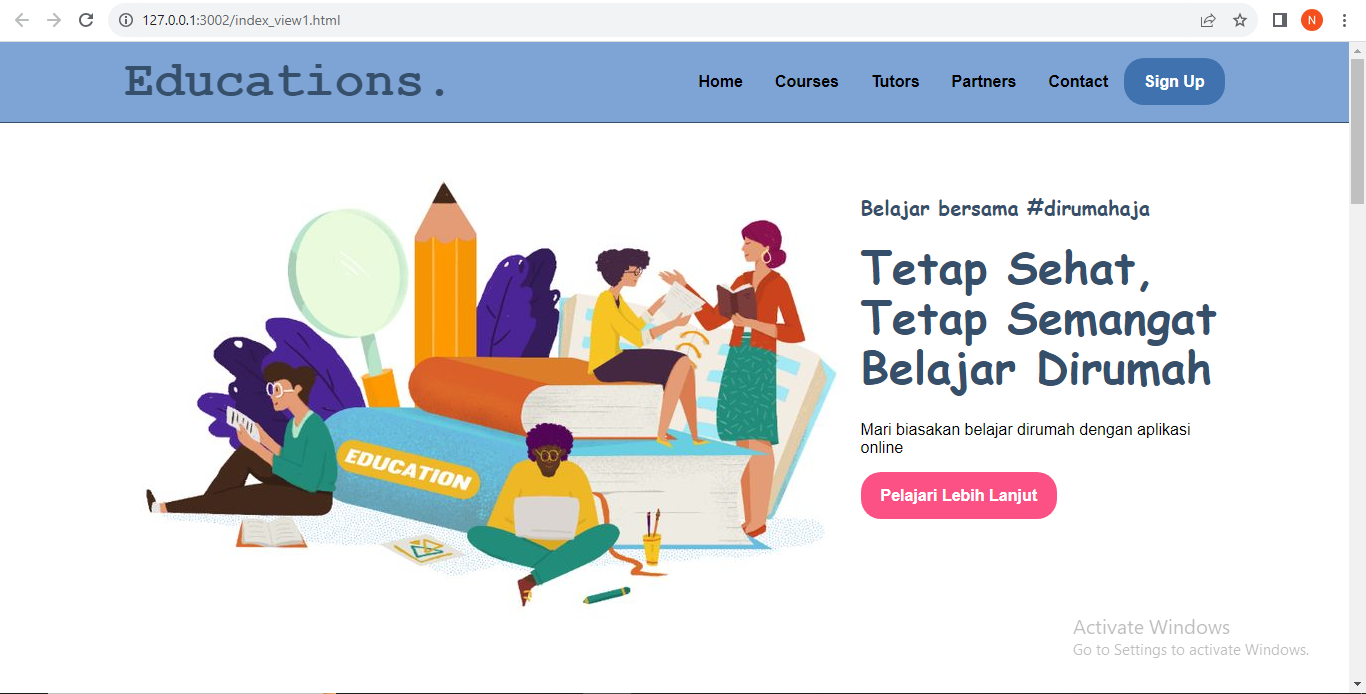 127.0.0.1:3002/index_view1.html
N
Educations.
Home Courses Tutors Partners Contact Sign Up
Belajar bersama #dirumahaja
Tetap Sehat,
Tetap Semangat
Belajar Dirumah
Mari biasakan belajar dirumah dengan aplikasi
online
Pelajari Lebih Lanjut
EDUCATION
Activate Windows
Go to Settings to activate Windows.